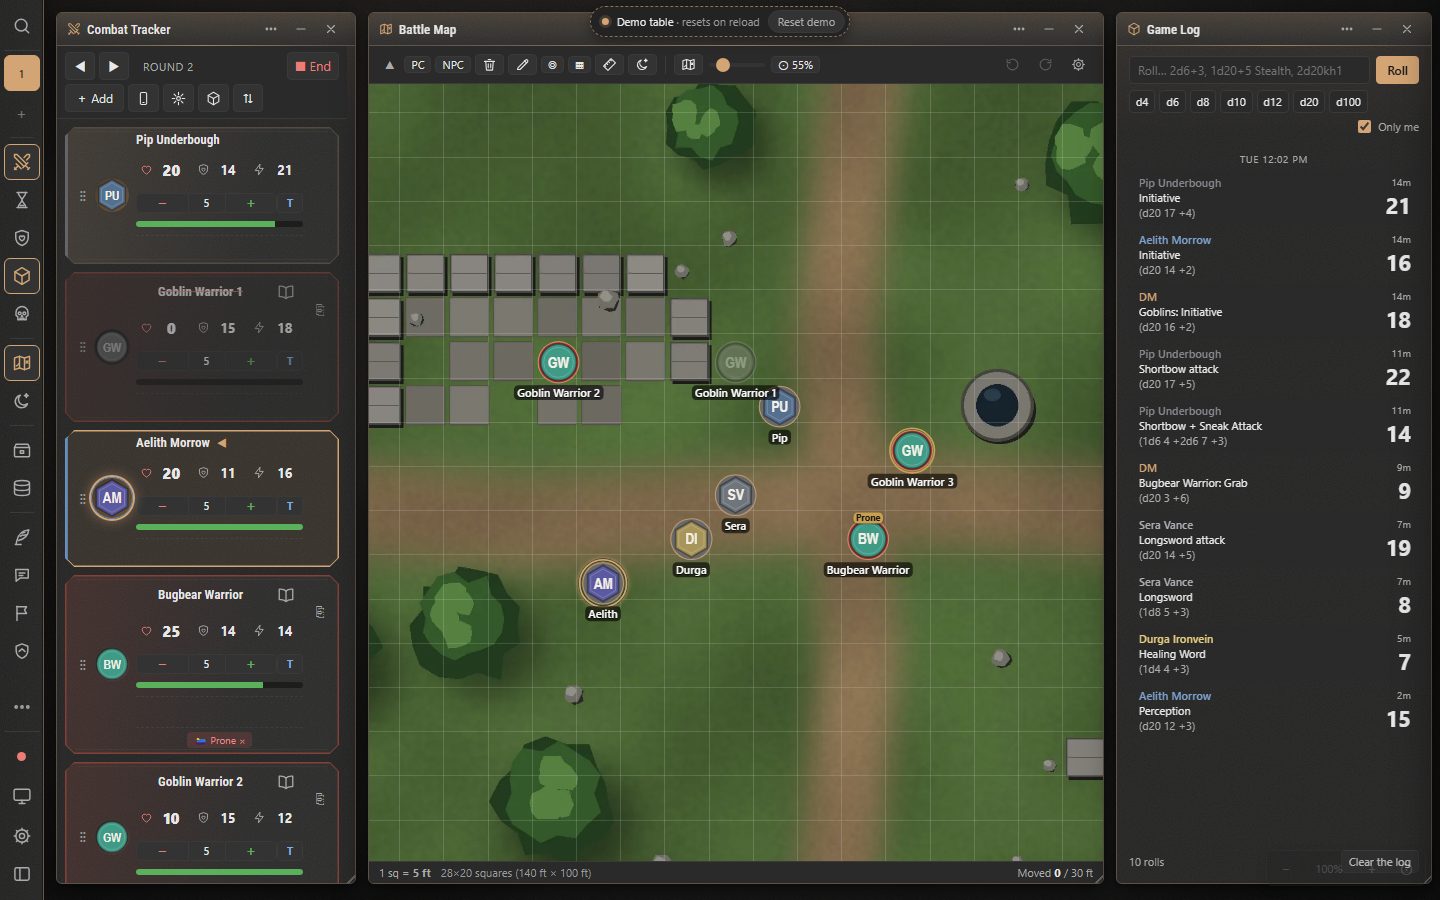 Demo table · resets on reload Reset demo
1
Combat Tracker
ROUND 2
End
+ Add
Pip Underbough
PU
20 14 21
− 5 + T
Goblin Warrior 1
GW
0 15 18
5 +
Aelith Morrow
AM
20 11 16
− 5 + T
Bugbear Warrior
BW
25 14 14
− 5 + T
Prone ×
Goblin Warrior 2
GW
10 15 12
− 5 + T
Battle Map
PC NPC
55%
GW
Goblin Warrior 2
GW
Goblin Warrior 1
PU
Pip
GW
Goblin Warrior 3
SV
Sera
Prone
DI
BW
Durga
Bugbear Warrior
AM
Aelith
1 sq = 5 ft 28×20 squares (140 ft × 100 ft)
Moved 0 / 30 ft
Game Log
Roll... 2d6+3, 1d20+5 Stealth, 2d20kh1
Roll
d4 d6 d8 d10 d12 d20 d100
Only me
TUE 12:02 PM
Pip Underbough 14m
Initiative
(d20 17 +4)
21
Aelith Morrow 14m
Initiative
(d20 14 +2)
16
DM 14m
Goblins: Initiative
(d20 16 +2)
18
Pip Underbough 11m
Shortbow attack
(d20 17 +5)
22
Pip Underbough 11m
Shortbow + Sneak Attack
(1d6 4 +2d6 7 +3)
14
DM 9m
Bugbear Warrior: Grab
(d20 3 +6)
9
Sera Vance 7m
Longsword attack
(d20 14 +5)
19
Sera Vance 7m
Longsword
(1d8 5 +3)
8
Durga Ironvein 5m
Healing Word
(1d4 4 +3)
7
Aelith Morrow 2m
Perception
(d20 12 +3)
15
10 rolls
Clear the log
− 100% +